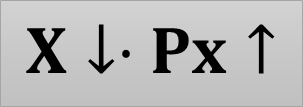 X ↓· Px ↑